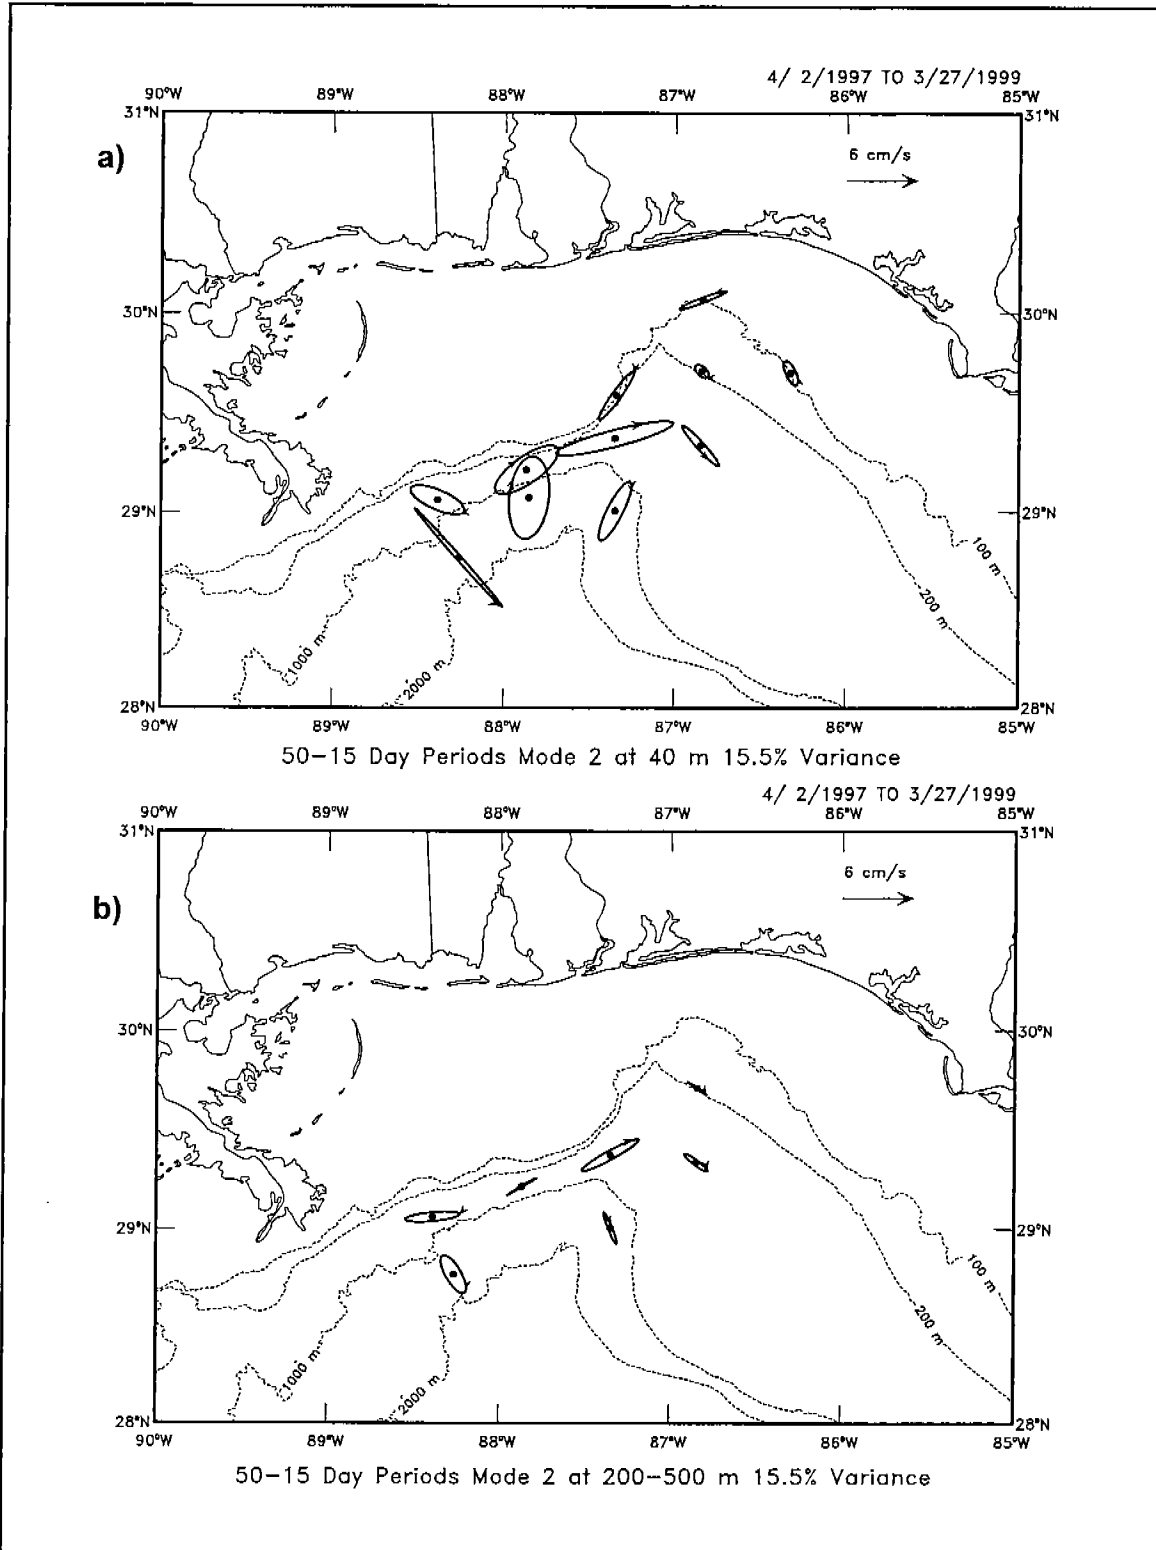 4/ 2/1997 TO 3/27/1999
90°W 89°W 88°W 87°W 86°W 85°W
31°N 31°N
a)
6 cm/s
30°N 30°N
29°N 29°N
100 m
200 m
1000 m
2000 m
28°N 28°N
90°W 89°W 88°W 87°W 86°W 85°W
50-15 Day Periods Mode 2 at 40 m 15.5% Variance
4/ 2/1997 TO 3/27/1999
90°W 89°W 88°W 87°W 86°W 85°W
31°N 31°N
6 cm/s
b)
30°N 30°N
29°N 29°N
100 m
200 m
1000 m
2000 m
28°N 28°N
90°W 89°W 88°W 87°W 86°W 85°W
50-15 Day Periods Mode 2 at 200-500 m 15.5% Variance